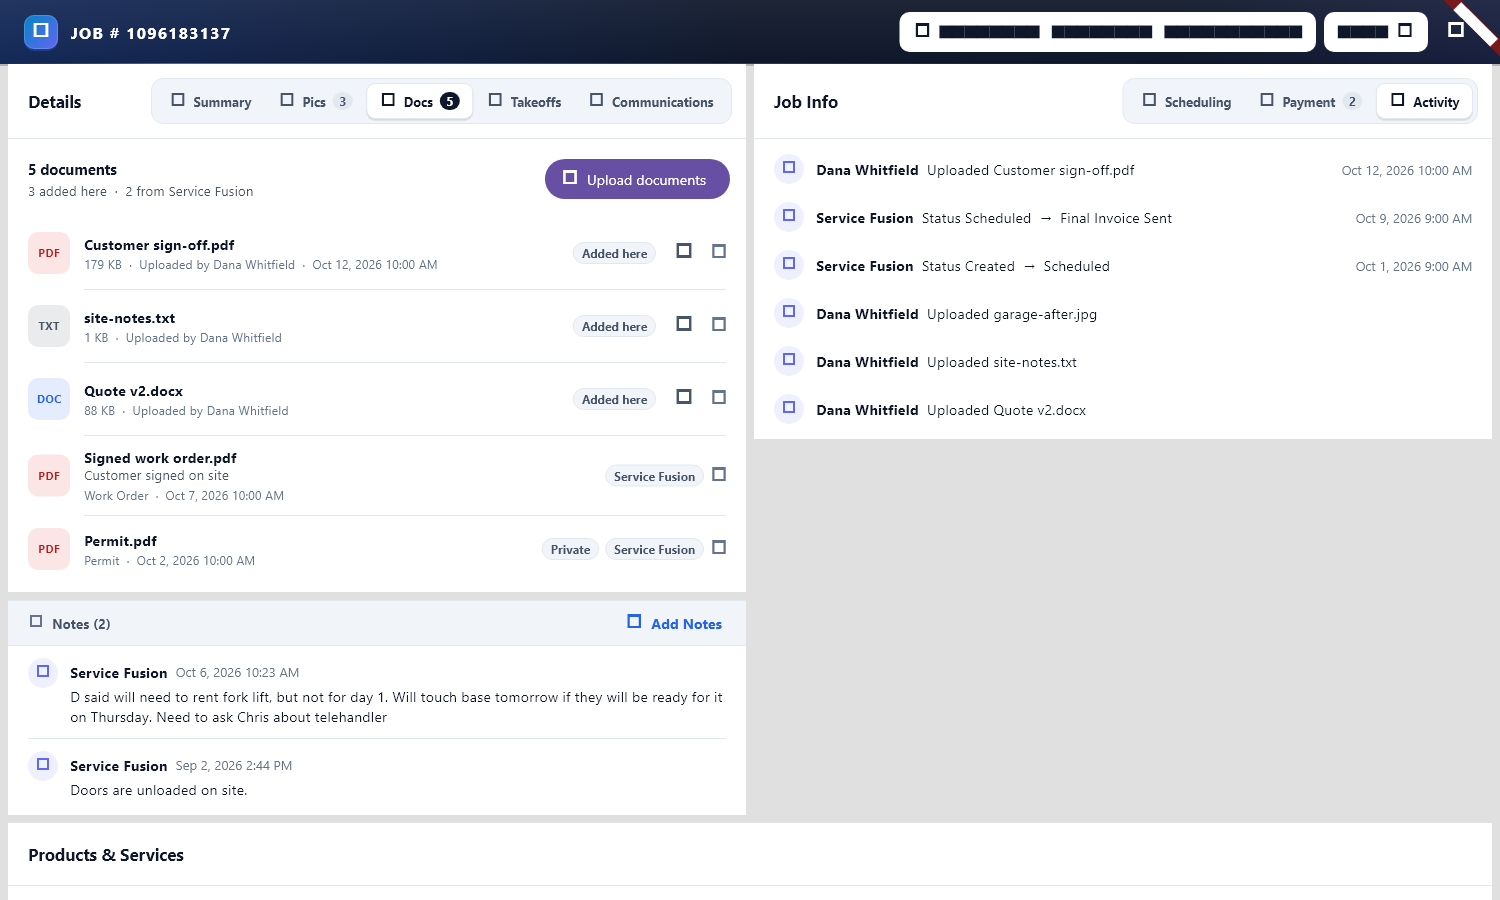 JOB # 1096183137
Details
Summary
Pics 3
Docs 5
Takeoffs
Communications
5 documents
3 added here · 2 from Service Fusion
Upload documents
PDF
Customer sign-off.pdf
179 KB · Uploaded by Dana Whitfield · Oct 12, 2026 10:00 AM
Added here
TXT
site-notes.txt
1 KB · Uploaded by Dana Whitfield
Added here
DOC
Quote v2.docx
88 KB · Uploaded by Dana Whitfield
Added here
PDF
Signed work order.pdf
Customer signed on site
Work Order · Oct 7, 2026 10:00 AM
Service Fusion
PDF
Permit.pdf
Permit · Oct 2, 2026 10:00 AM
Private
Service Fusion
Notes (2)
Add Notes
Service Fusion Oct 6, 2026 10:23 AM
D said will need to rent fork lift, but not for day 1. Will touch base tomorrow if they will be ready for it
on Thursday. Need to ask Chris about telehandler
Service Fusion Sep 2, 2026 2:44 PM
Doors are unloaded on site.
Job Info
Scheduling
Payment 2
Activity
Dana Whitfield Uploaded Customer sign-off.pdf Oct 12, 2026 10:00 AM
Service Fusion Status Scheduled → Final Invoice Sent Oct 9, 2026 9:00 AM
Service Fusion Status Created → Scheduled Oct 1, 2026 9:00 AM
Dana Whitfield Uploaded garage-after.jpg
Dana Whitfield Uploaded site-notes.txt
Dana Whitfield Uploaded Quote v2.docx
Products & Services